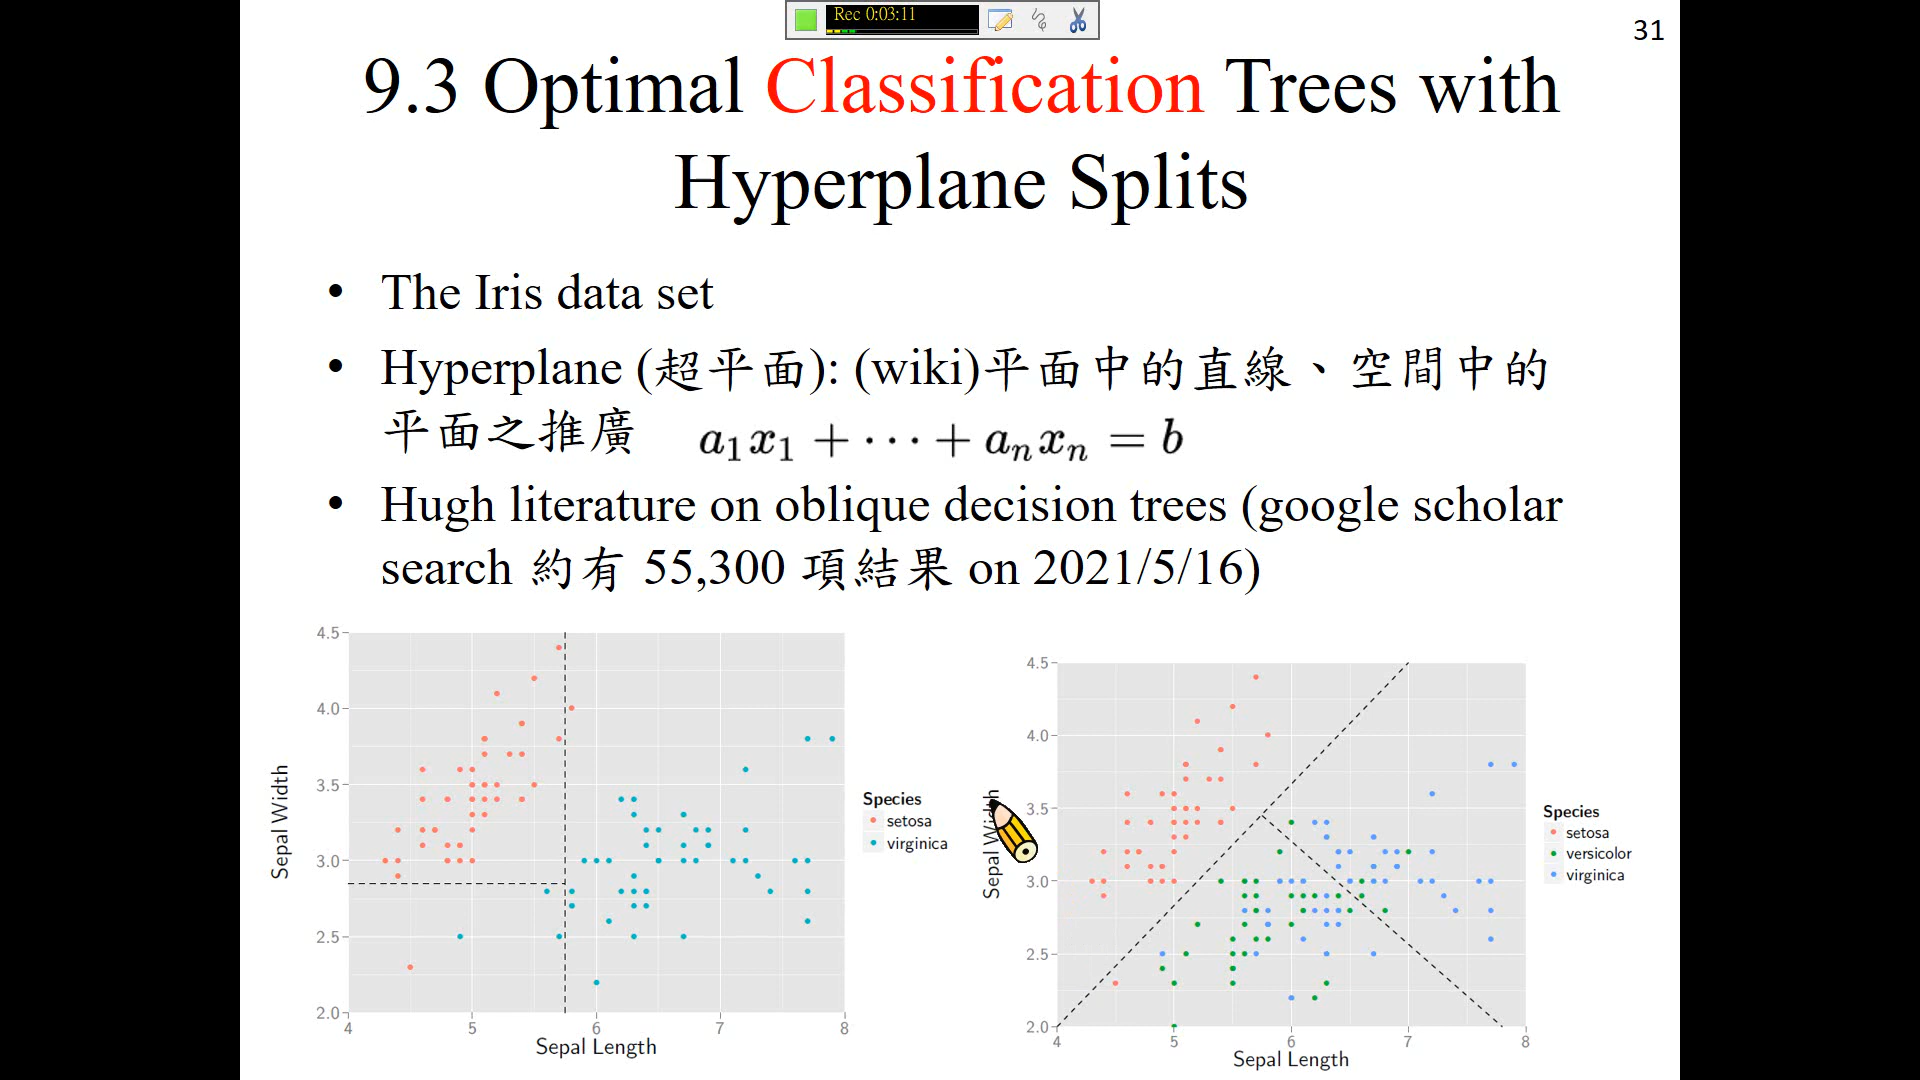 Rec 0:03:11
31
9.3 Optimal Classification Trees with
Hyperplane Splits
• The Iris data set
• Hyperplane (超平面): (wiki)平面中的直線、空間中的
平面之推廣 a₁x₁ + ··· + aₙxₙ = b
• Hugh literature on oblique decision trees (google scholar
search 約有 55,300 項結果 on 2021/5/16)
4.5
4.0
3.5
3.0
2.5
2.0
Sepal Width
4 5 6 7 8
Sepal Length
Species
setosa
virginica
4.5
4.0
3.5
3.0
2.5
2.0
Sepal Width
4 5 6 7 8
Sepal Length
Species
setosa
versicolor
virginica